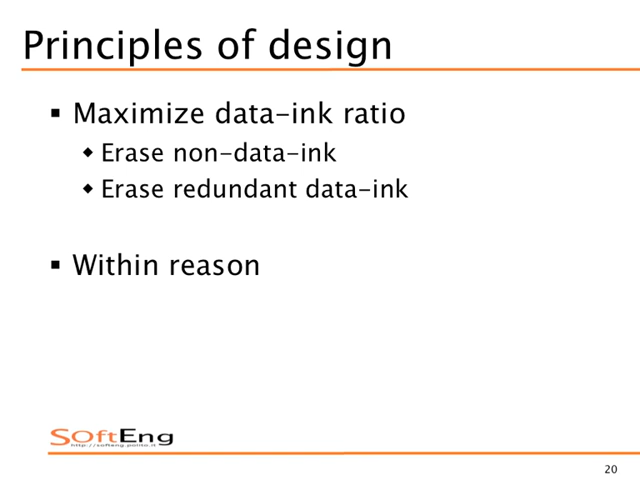 Principles of design
▪ Maximize data-ink ratio
◆ Erase non-data-ink
◆ Erase redundant data-ink
▪ Within reason
SoftEng
http://softeng.polito.it
20